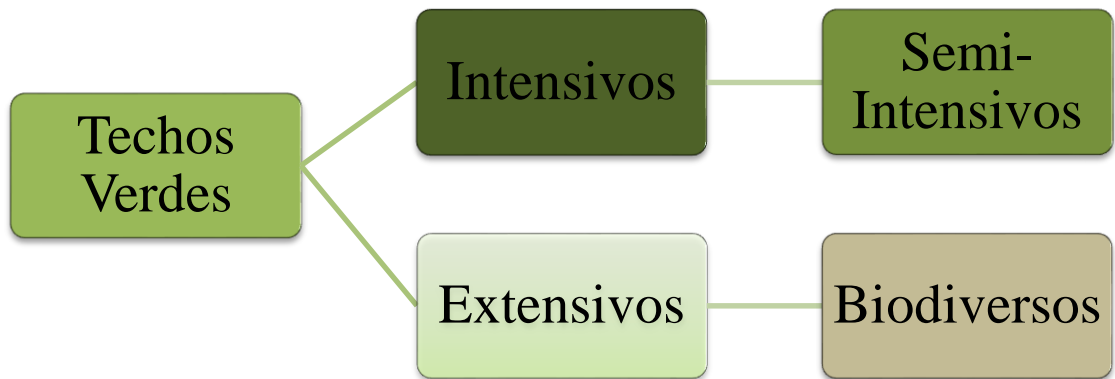 Techos
Verdes
Intensivos
Semi-
Intensivos
Extensivos
Biodiversos